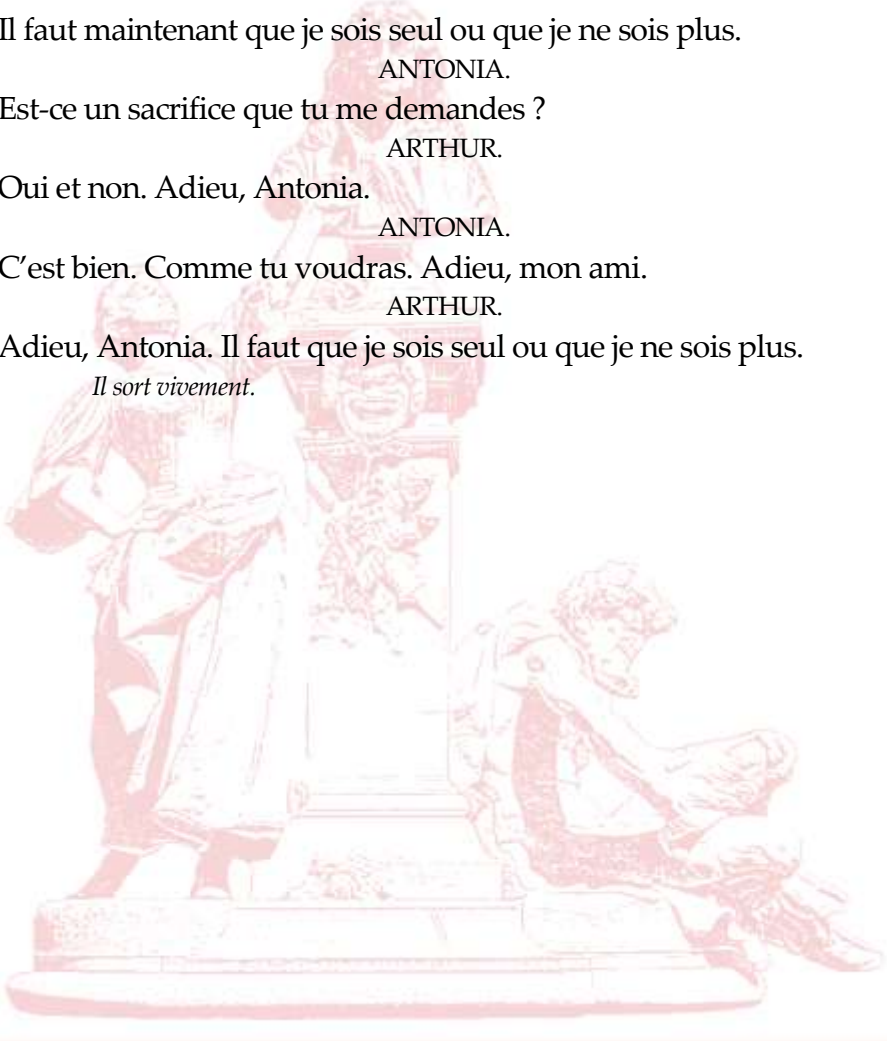 Il faut maintenant que je sois seul ou que je ne sois plus.
ANTONIA.
Est-ce un sacrifice que tu me demandes ?
ARTHUR.
Oui et non. Adieu, Antonia.
ANTONIA.
C’est bien. Comme tu voudras. Adieu, mon ami.
ARTHUR.
Adieu, Antonia. Il faut que je sois seul ou que je ne sois plus.
Il sort vivement.